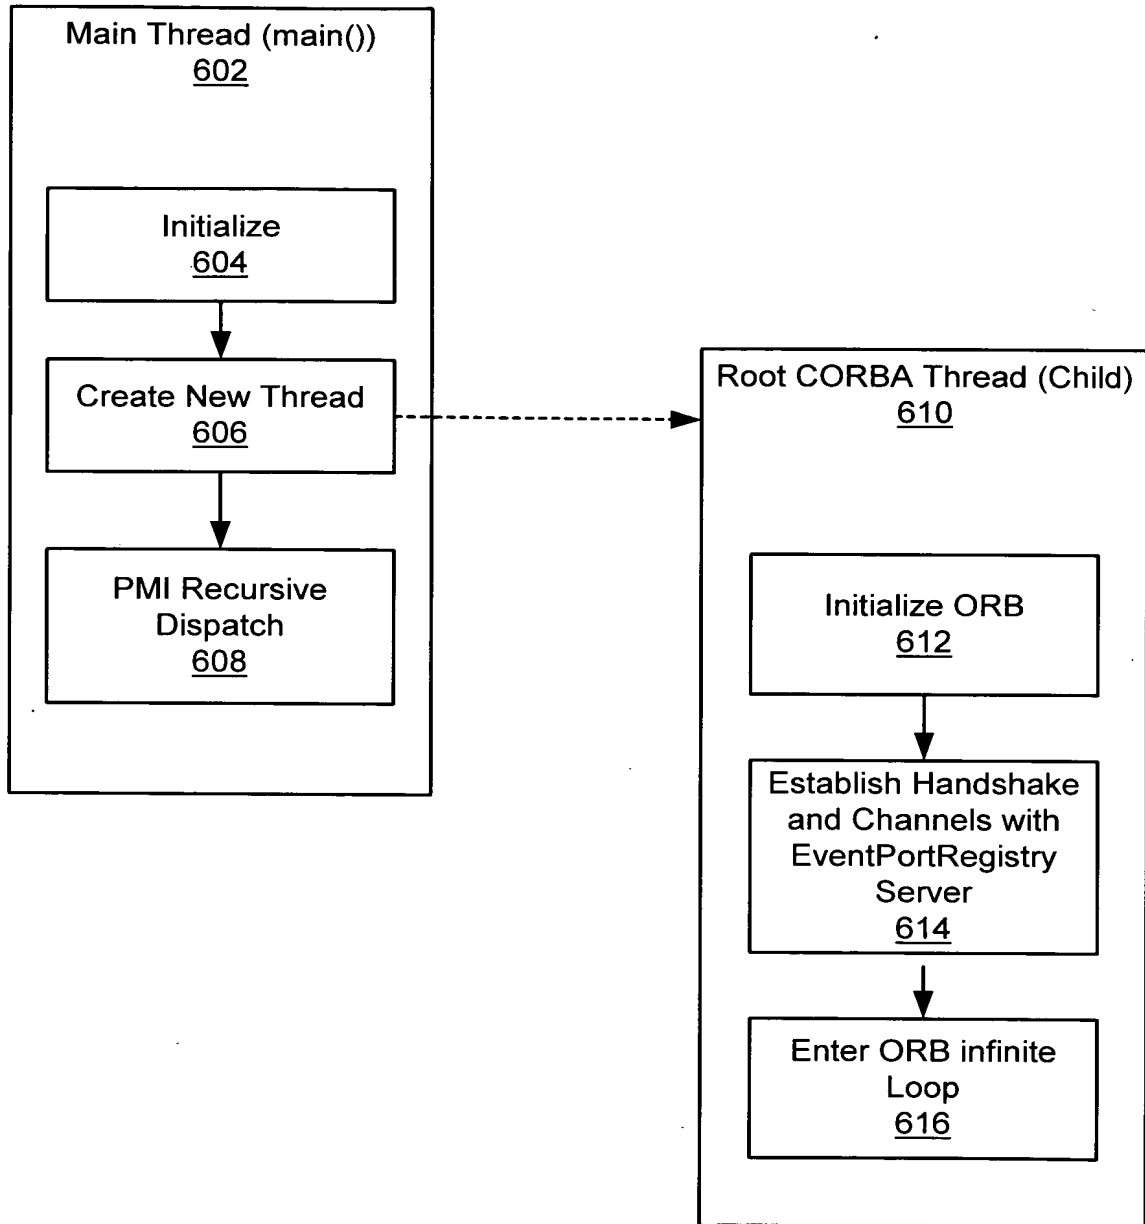 Main Thread (main())
602
Initialize
604
Create New Thread
606
PMI Recursive
Dispatch
608
Root CORBA Thread (Child)
610
Initialize ORB
612
Establish Handshake
and Channels with
EventPortRegistry
Server
614
Enter ORB infinite
Loop
616